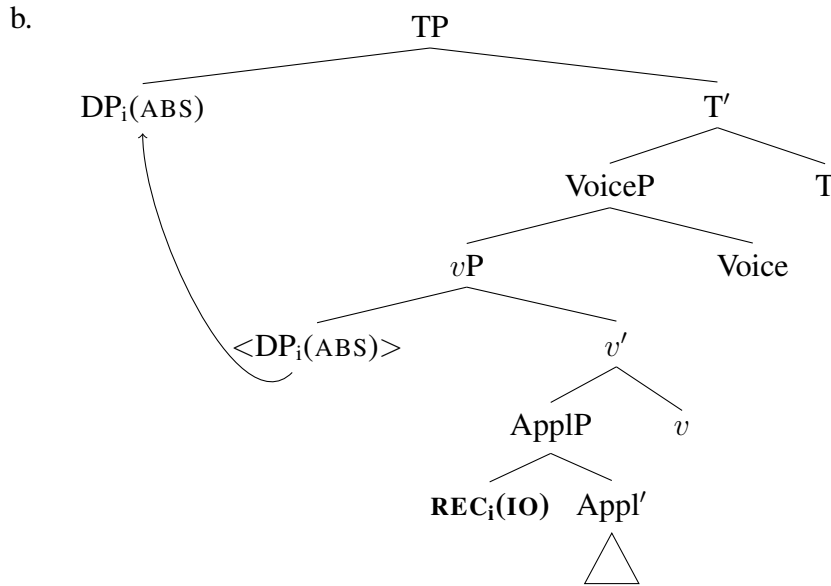 b.
TP
DPᵢ(ABS) T′
VoiceP T
vP Voice
<DPᵢ(ABS)> v′
ApplP v
RECᵢ(IO) Appl′